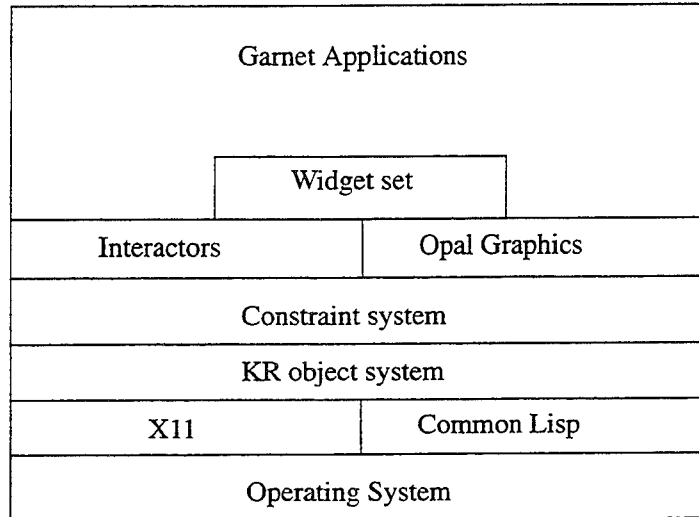 Garnet Applications
Widget set
Interactors
Opal Graphics
Constraint system
KR object system
X11
Common Lisp
Operating System